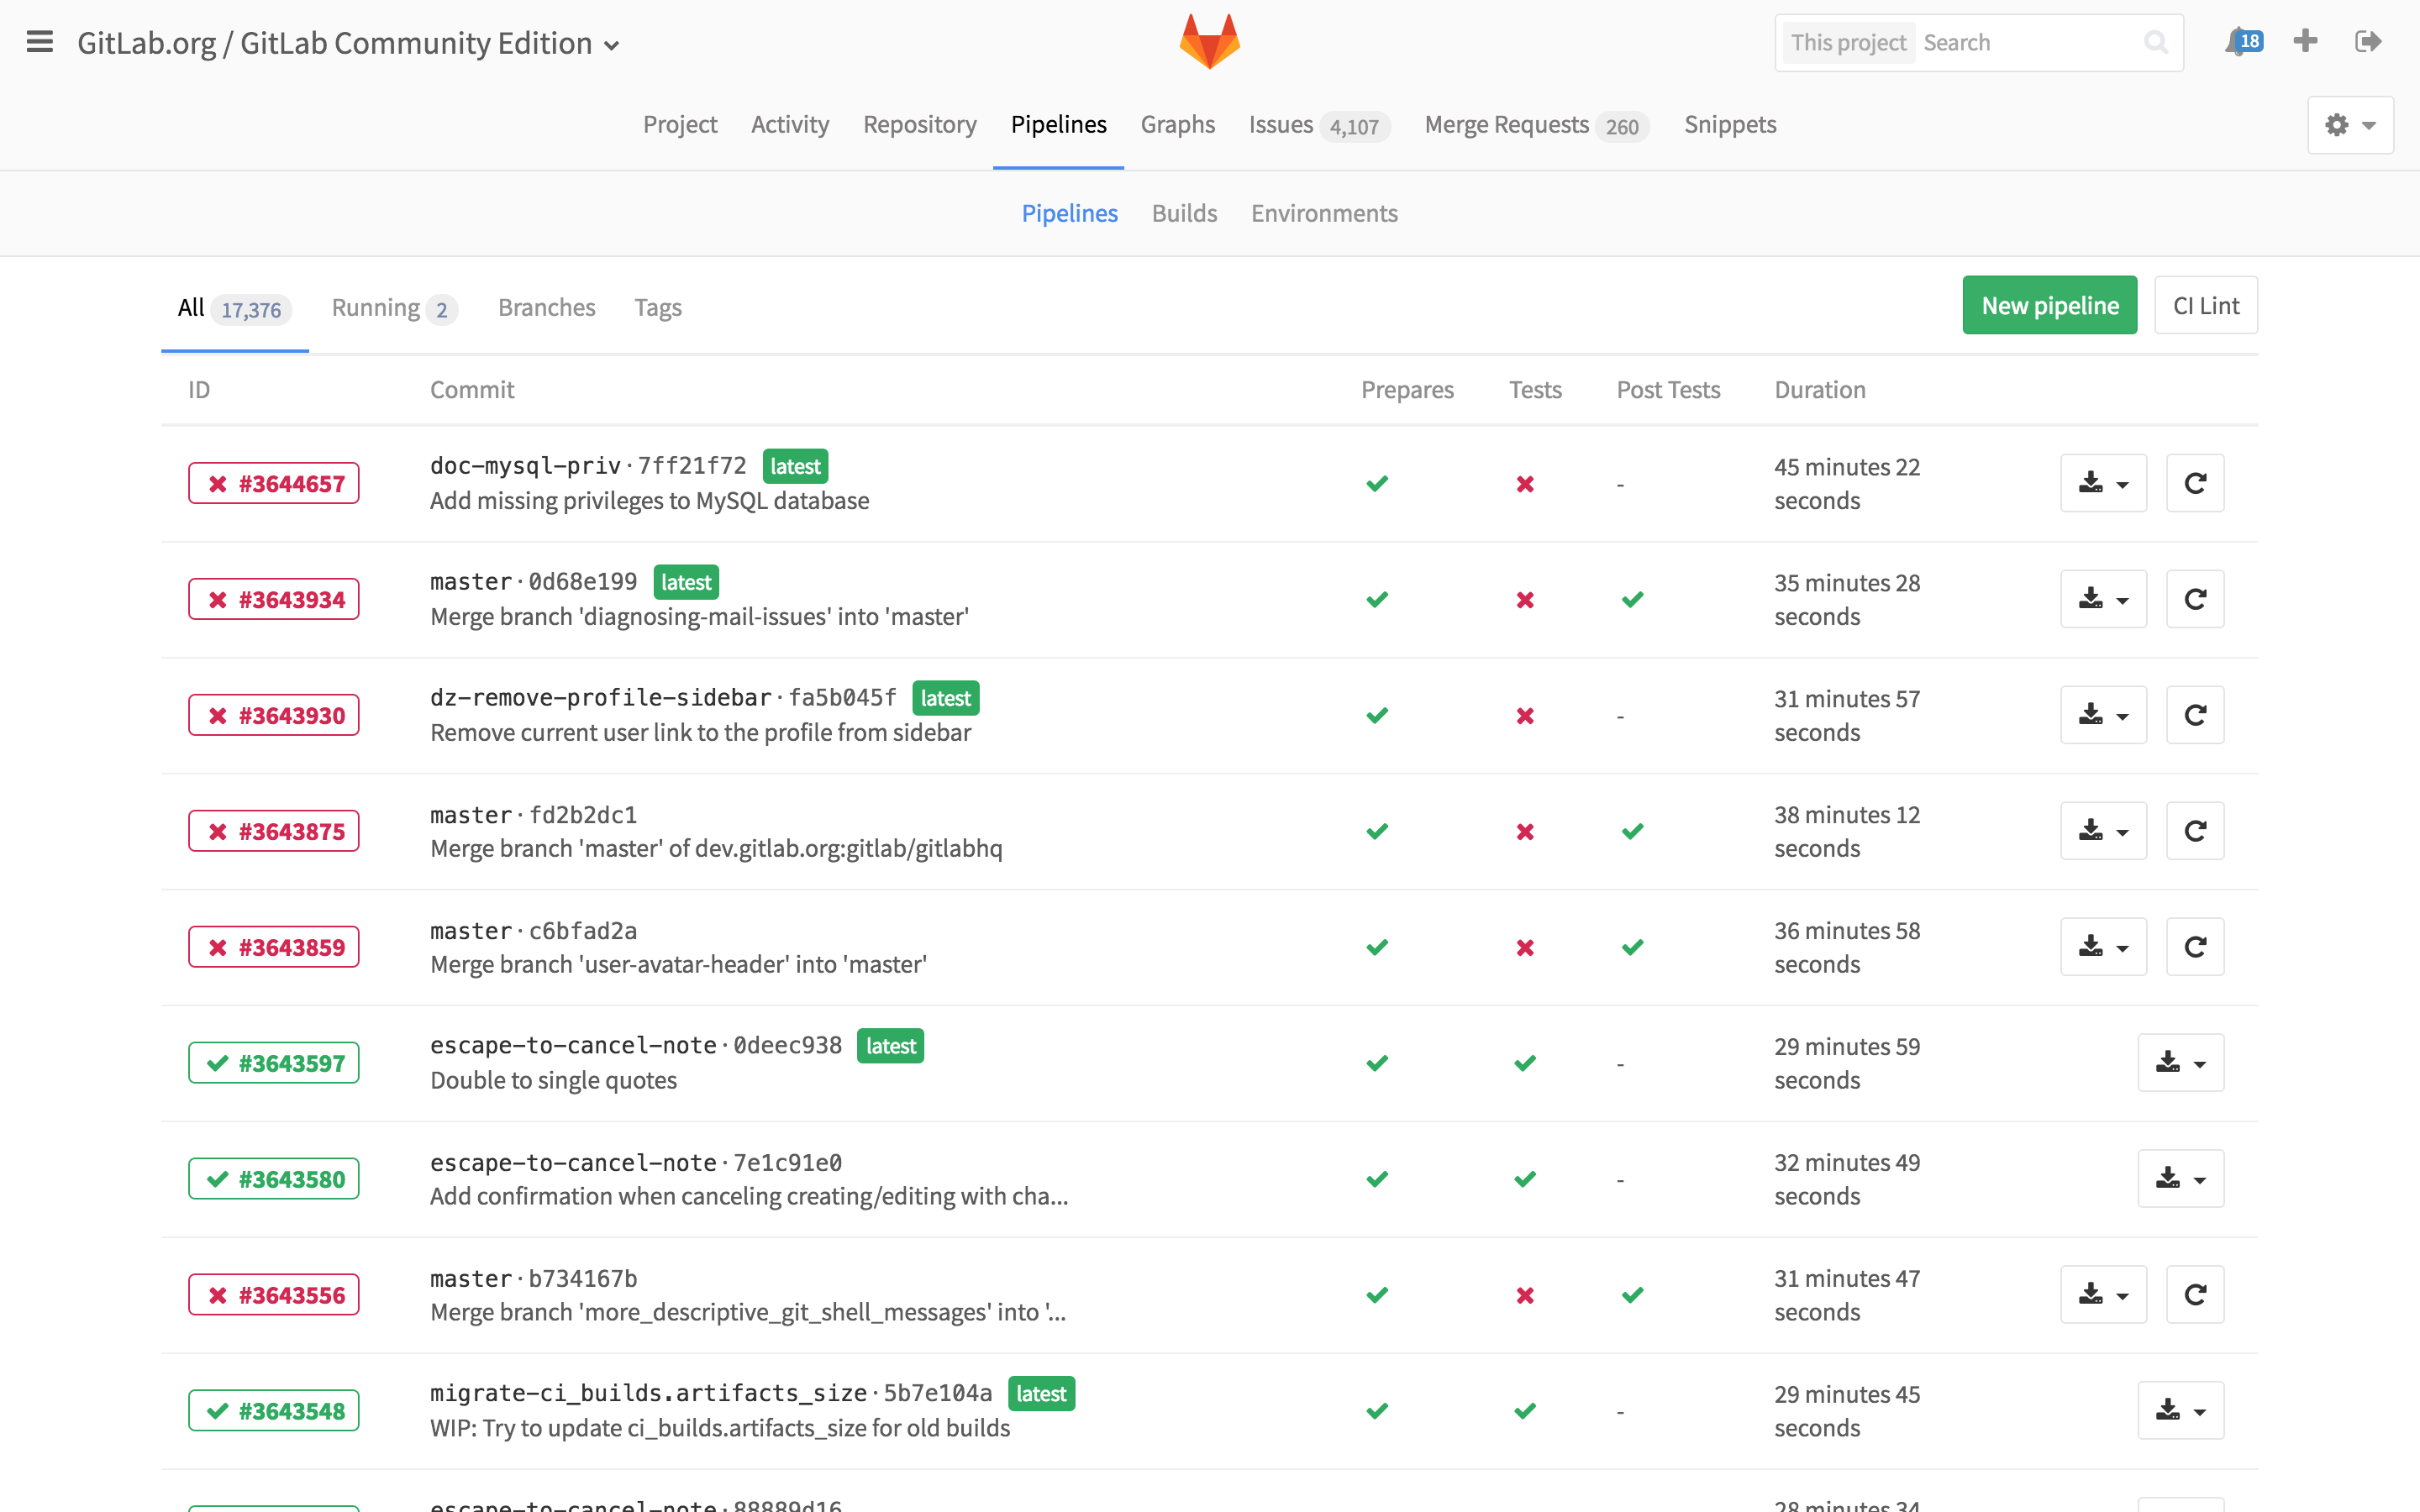 GitLab.org / GitLab Community Edition
This project Search 18
Project Activity Repository Pipelines Graphs Issues 4,107 Merge Requests 260 Snippets
Pipelines Builds Environments
All 17,376 Running 2 Branches Tags New pipeline CI Lint
ID Commit Prepares Tests Post Tests Duration
#3644657
doc-mysql-priv · 7ff21f72 latest
Add missing privileges to MySQL database
-
45 minutes 22
seconds
#3643934
master · 0d68e199 latest
Merge branch 'diagnosing-mail-issues' into 'master'
35 minutes 28
seconds
#3643930
dz-remove-profile-sidebar · fa5b045f latest
Remove current user link to the profile from sidebar
-
31 minutes 57
seconds
#3643875
master · fd2b2dc1
Merge branch 'master' of dev.gitlab.org:gitlab/gitlabhq
38 minutes 12
seconds
#3643859
master · c6bfad2a
Merge branch 'user-avatar-header' into 'master'
36 minutes 58
seconds
#3643597
escape-to-cancel-note · 0deec938 latest
Double to single quotes
-
29 minutes 59
seconds
#3643580
escape-to-cancel-note · 7e1c91e0
Add confirmation when canceling creating/editing with cha...
-
32 minutes 49
seconds
#3643556
master · b734167b
Merge branch 'more_descriptive_git_shell_messages' into '...
31 minutes 47
seconds
#3643548
migrate-ci_builds.artifacts_size · 5b7e104a latest
WIP: Try to update ci_builds.artifacts_size for old builds
-
29 minutes 45
seconds
escape-to-cancel-note · 88889d16
28 minutes 34